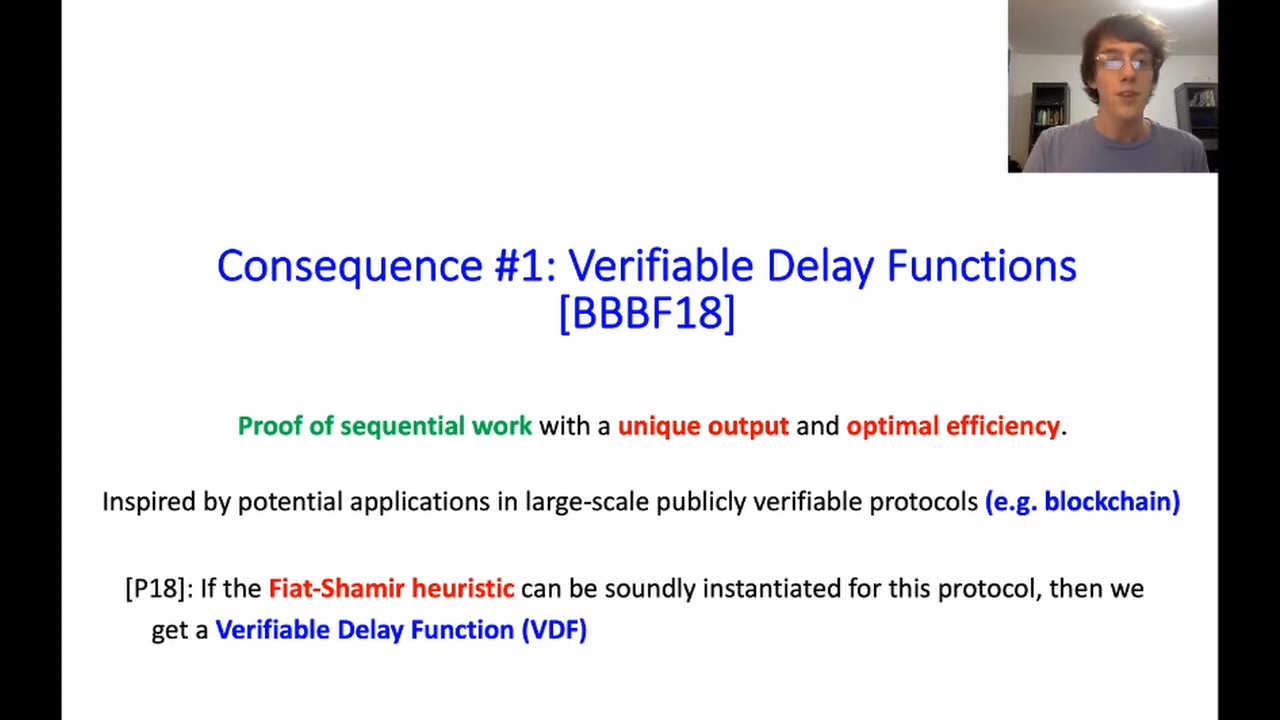 Consequence #1: Verifiable Delay Functions
[BBBF18]
Proof of sequential work with a unique output and optimal efficiency.
Inspired by potential applications in large-scale publicly verifiable protocols (e.g. blockchain)
[P18]: If the Fiat-Shamir heuristic can be soundly instantiated for this protocol, then we
get a Verifiable Delay Function (VDF)